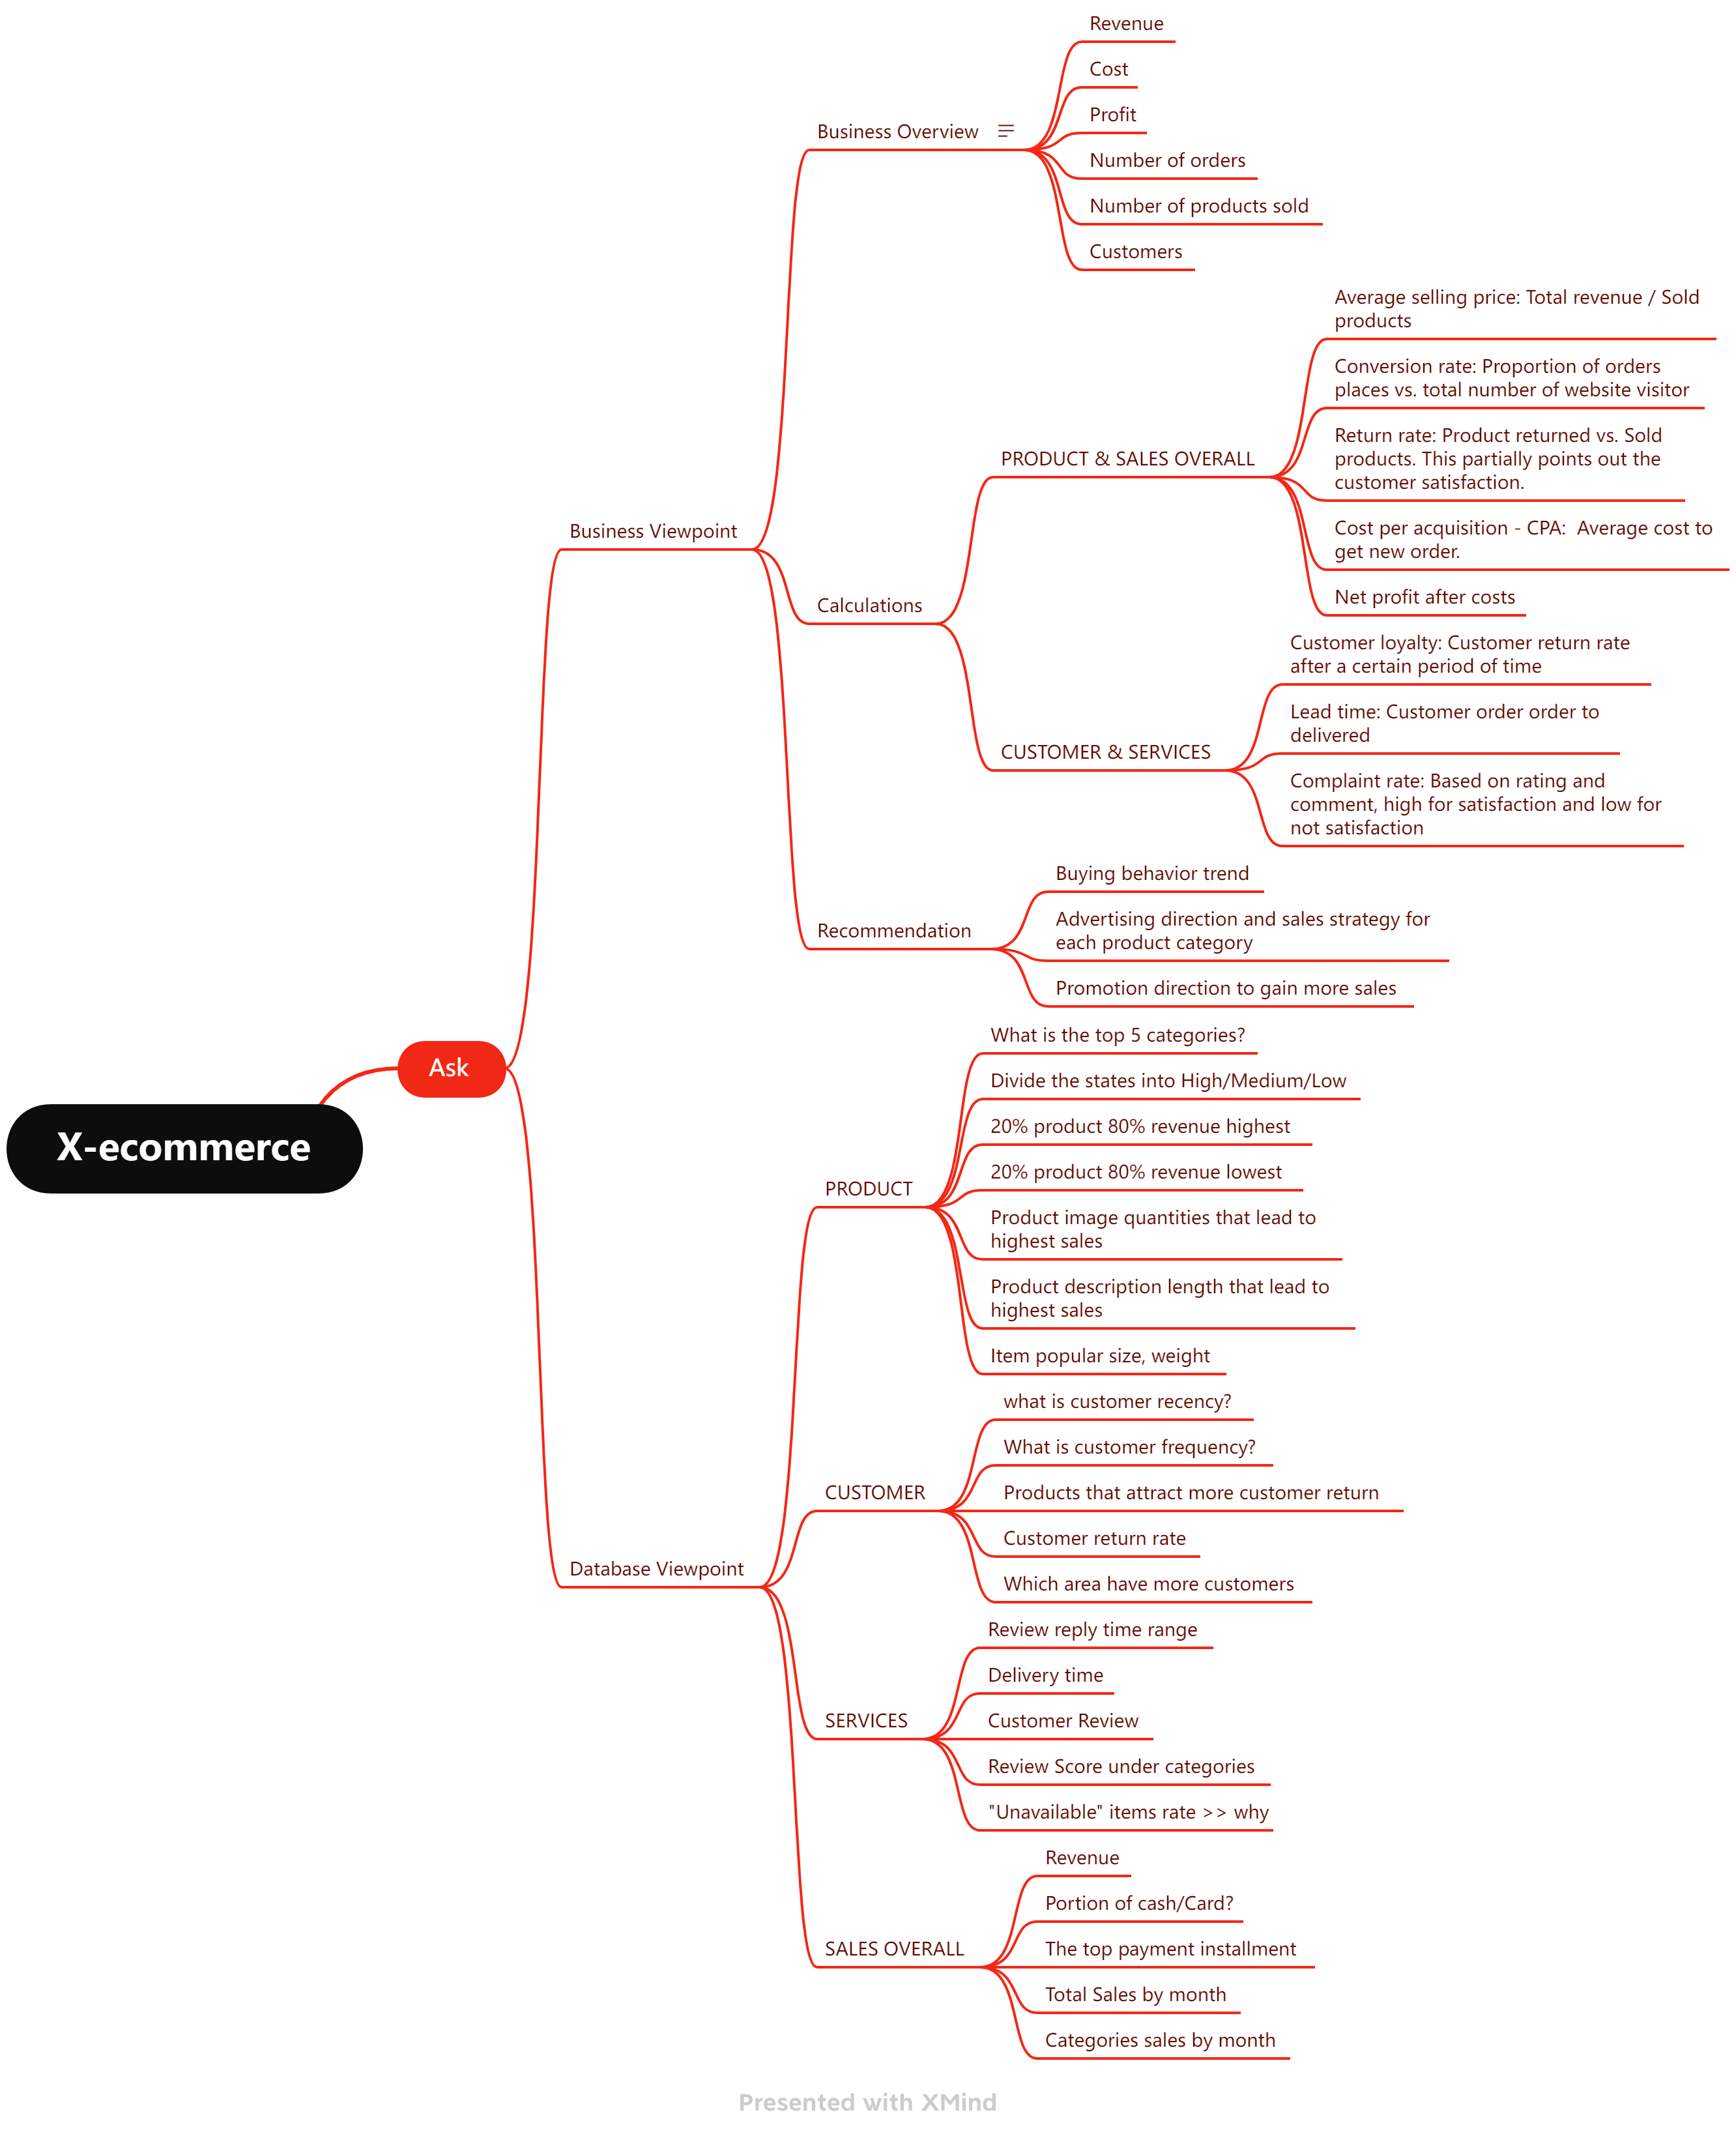 Revenue
Cost
Profit
Business Overview
Number of orders
Number of products sold
Customers
Average selling price: Total revenue / Sold
products
Conversion rate: Proportion of orders
places vs. total number of website visitor
Return rate: Product returned vs. Sold
products. This partially points out the
customer satisfaction.
PRODUCT & SALES OVERALL
Cost per acquisition - CPA:  Average cost to
get new order.
Net profit after costs
Business Viewpoint
Calculations
Customer loyalty: Customer return rate
after a certain period of time
Lead time: Customer order order to
delivered
CUSTOMER & SERVICES
Complaint rate: Based on rating and
comment, high for satisfaction and low for
not satisfaction
Buying behavior trend
Recommendation
Advertising direction and sales strategy for
each product category
Promotion direction to gain more sales
Ask
X-ecommerce
What is the top 5 categories?
Divide the states into High/Medium/Low
20% product 80% revenue highest
20% product 80% revenue lowest
PRODUCT
Product image quantities that lead to
highest sales
Product description length that lead to
highest sales
Item popular size, weight
what is customer recency?
What is customer frequency?
CUSTOMER
Products that attract more customer return
Customer return rate
Which area have more customers
Database Viewpoint
Review reply time range
Delivery time
SERVICES
Customer Review
Review Score under categories
"Unavailable" items rate >> why
Revenue
Portion of cash/Card?
SALES OVERALL
The top payment installment
Total Sales by month
Categories sales by month
Presented with XMind